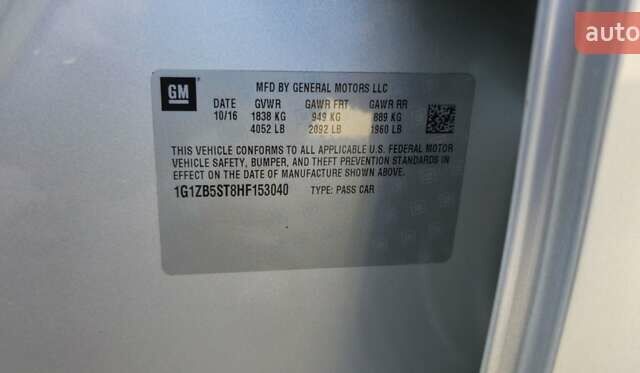 auto
GM
MFD BY GENERAL MOTORS LLC
DATE GVWR GAWR FRT GAWR RR
10/16 1838 KG 949 KG 889 KG
4052 LB 2092 LB 1960 LB
THIS VEHICLE CONFORMS TO ALL APPLICABLE U.S. FEDERAL MOTOR
VEHICLE SAFETY, BUMPER, AND THEFT PREVENTION STANDARDS IN
EFFECT ON THE DATE OF MANUFACTURE SHOWN ABOVE.
1G1ZB5ST8HF153040 TYPE: PASS CAR